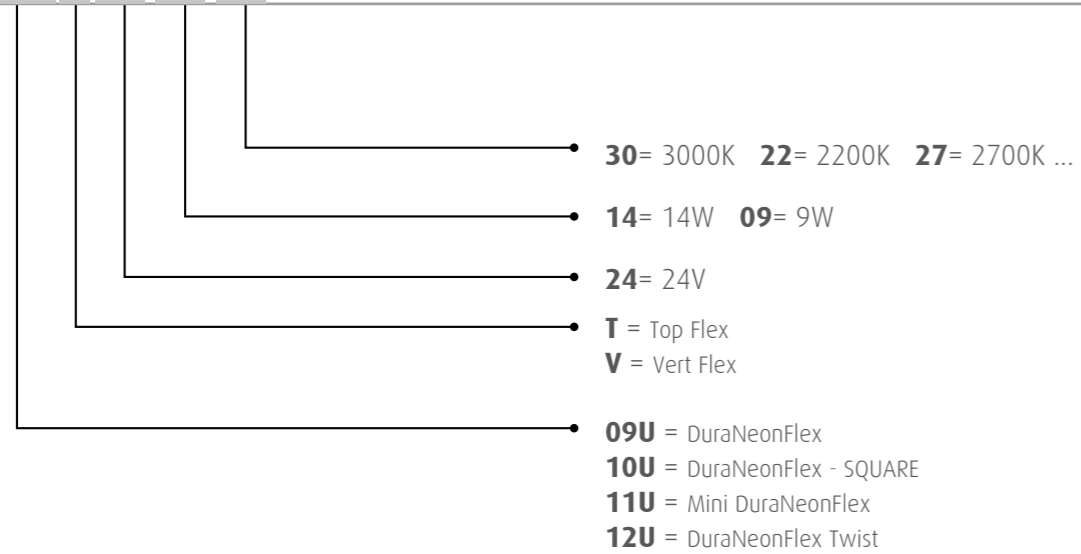 30= 3000K 22= 2200K 27= 2700K ...
14= 14W 09= 9W
24= 24V
T = Top Flex
V = Vert Flex
09U = DuraNeonFlex
10U = DuraNeonFlex - SQUARE
11U = Mini DuraNeonFlex
12U = DuraNeonFlex Twist